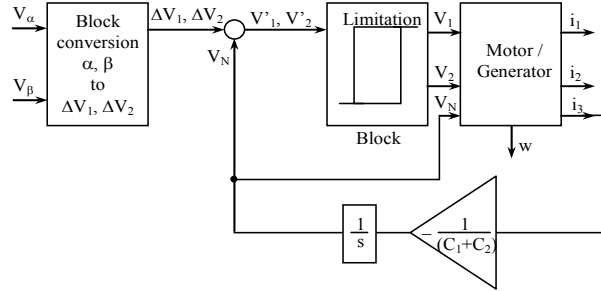 Vα
Vβ
Block
conversion
α, β
to
ΔV1, ΔV2
ΔV1, ΔV2
VN
V'1, V'2
Limitation
Block
V1
V2
VN
Motor /
Generator
i1
i2
i3
w
1
s
− 1
(C1+C2)